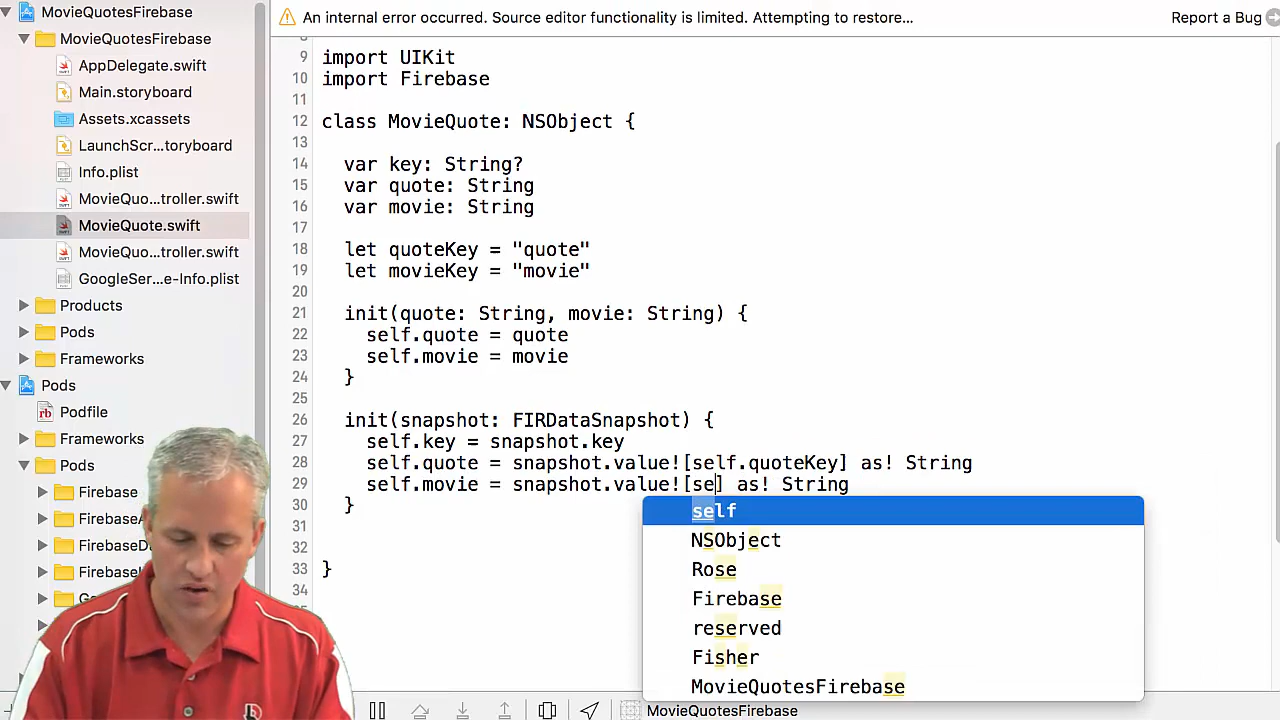 MovieQuotesFirebase
An internal error occurred. Source editor functionality is limited. Attempting to restore...
Report a Bug
MovieQuotesFirebase
AppDelegate.swift
Main.storyboard
Assets.xcassets
LaunchScr...toryboard
Info.plist
MovieQuo...troller.swift
MovieQuote.swift
MovieQuo...troller.swift
GoogleSer...e-Info.plist
Products
Pods
Frameworks
Pods
Podfile
Frameworks
Pods
Firebase
FirebaseA
FirebaseD
FirebaseI
9 import UIKit
10 import Firebase
11
12 class MovieQuote: NSObject {
13
14 var key: String?
15 var quote: String
16 var movie: String
17
18 let quoteKey = "quote"
19 let movieKey = "movie"
20
21 init(quote: String, movie: String) {
22 self.quote = quote
23 self.movie = movie
24 }
25
26 init(snapshot: FIRDataSnapshot) {
27 self.key = snapshot.key
28 self.quote = snapshot.value![self.quoteKey] as! String
29 self.movie = snapshot.value![se] as! String
30 }
31
32
33 }
34
self
NSObject
Rose
Firebase
reserved
Fisher
MovieQuotesFirebase
MovieQuotesFirebase